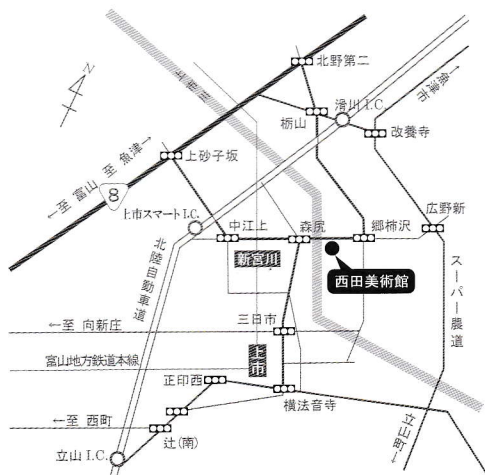 北野第二
上市川
滑川I.C.
←魚津市
栃山
改養寺
N
上砂子坂
←至 富山 至 魚津→
8
上市スマートI.C.
中江上
森尻
郷柿沢
広野新
新宮川
西田美術館
北陸自動車道
スーパー農道
三日市
←至 向新庄
富山地方鉄道本線
上市
正印西
横法音寺
←至 西町
辻(南)
立山町→
立山I.C.